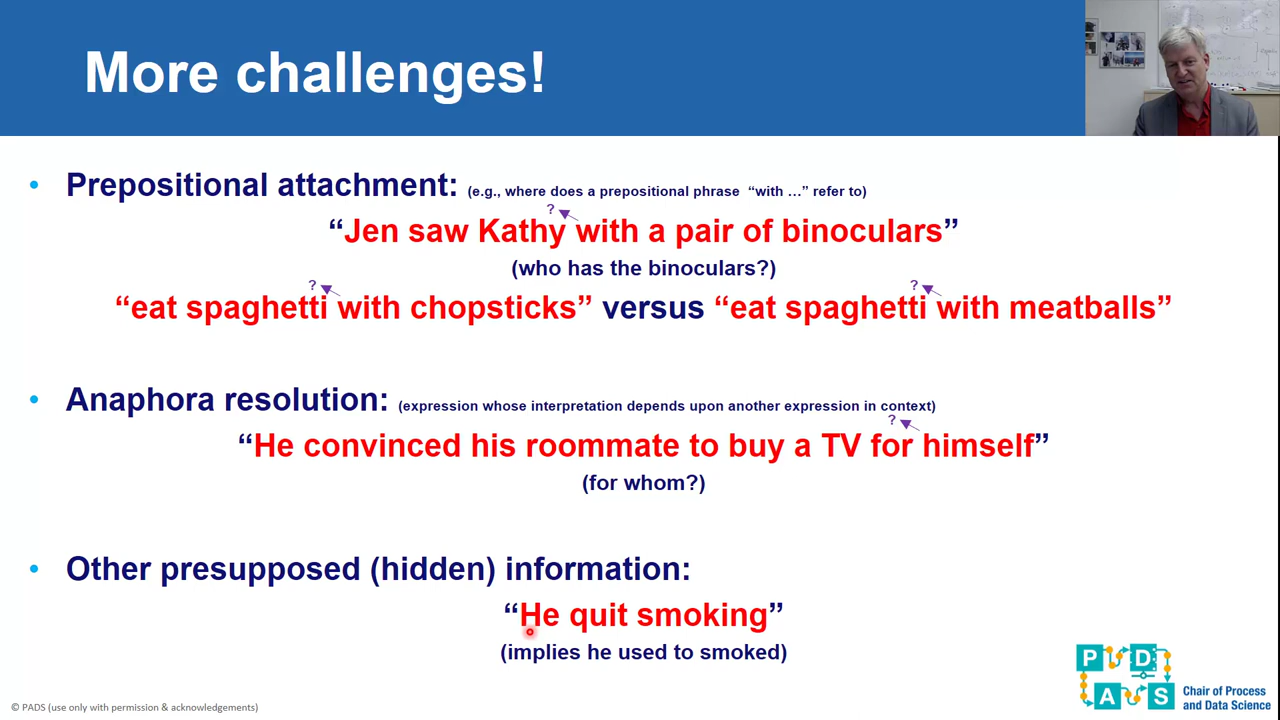 More challenges!
• Prepositional attachment: (e.g., where does a prepositional phrase “with …” refer to)
?
“Jen saw Kathy with a pair of binoculars”
(who has the binoculars?)
? ?
“eat spaghetti with chopsticks” versus “eat spaghetti with meatballs”
• Anaphora resolution: (expression whose interpretation depends upon another expression in context)
?
“He convinced his roommate to buy a TV for himself”
(for whom?)
• Other presupposed (hidden) information:
“He quit smoking”
(implies he used to smoked)
P D
A S
Chair of Process
and Data Science
© PADS (use only with permission & acknowledgements)